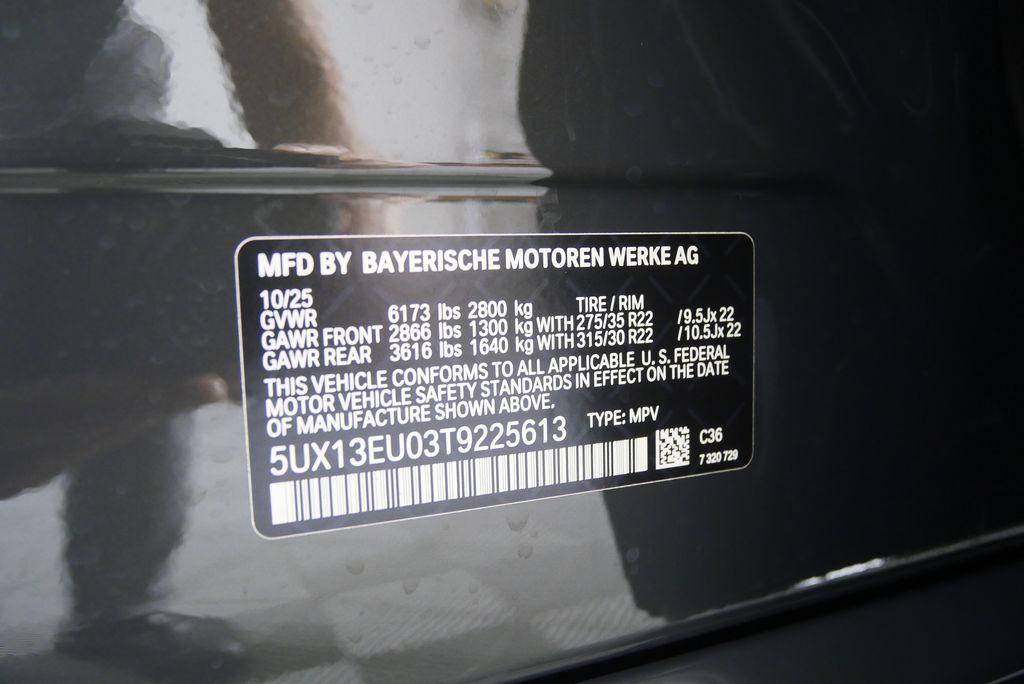 MFD BY BAYERISCHE MOTOREN WERKE AG
10/25 TIRE / RIM
GVWR 6173 lbs 2800 kg
GAWR FRONT 2866 lbs 1300 kg WITH 275/35 R22 /9.5Jx 22
GAWR REAR 3616 lbs 1640 kg WITH 315/30 R22 /10.5Jx 22
THIS VEHICLE CONFORMS TO ALL APPLICABLE U. S. FEDERAL
MOTOR VEHICLE SAFETY STANDARDS IN EFFECT ON THE DATE
OF MANUFACTURE SHOWN ABOVE.
TYPE: MPV
5UX13EU03T9225613
C36
7 320 729